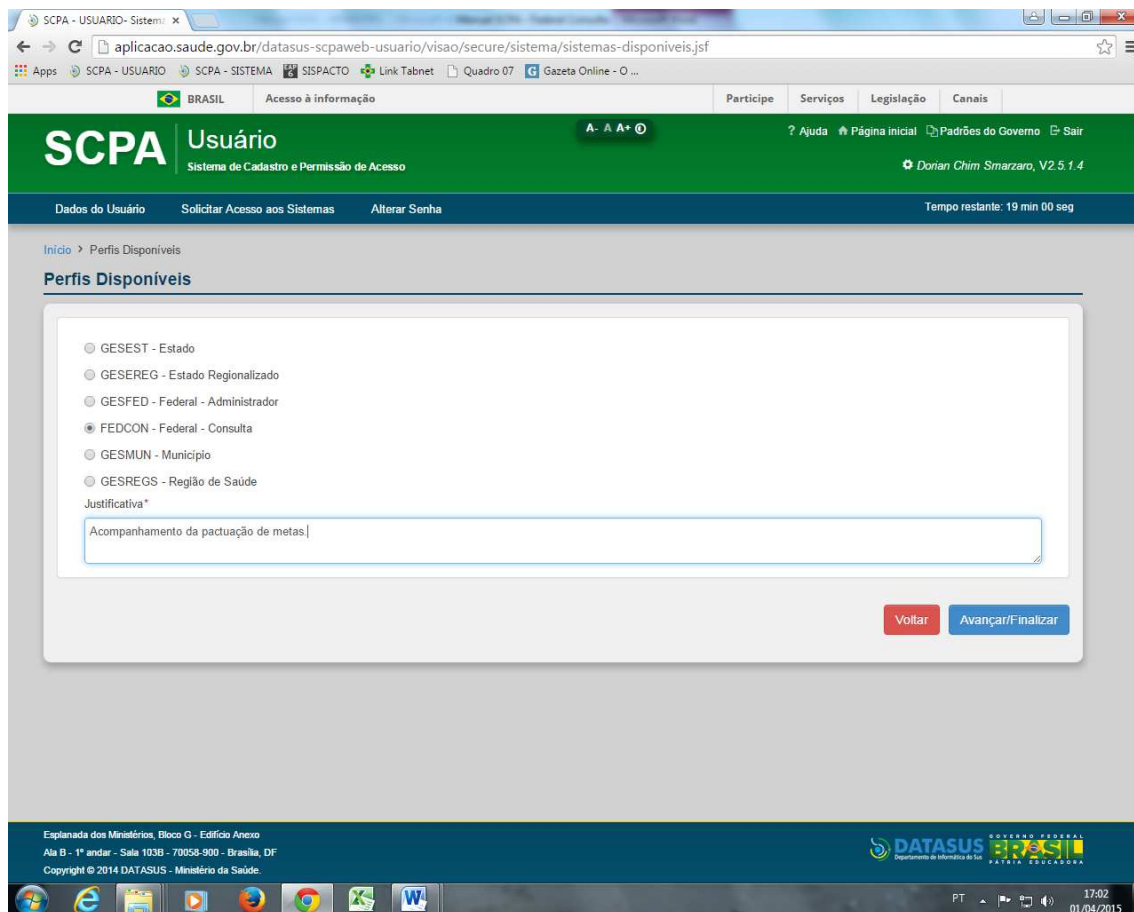 SCPA - USUARIO- Sistema
aplicacao.saude.gov.br/datasus-scpaweb-usuario/visao/secure/sistema/sistemas-disponiveis.jsf
Apps SCPA - USUARIO SCPA - SISTEMA SISPACTO Link Tabnet Quadro 07 Gazeta Online - O ...
BRASIL Acesso à informação Participe Serviços Legislação Canais
SCPA Usuário
Sistema de Cadastro e Permissão de Acesso
A- A A+
? Ajuda Página inicial Padrões do Governo Sair
Dorian Chim Smarzaro, V2.5.1.4
Dados do Usuário Solicitar Acesso aos Sistemas Alterar Senha Tempo restante: 19 min 00 seg
Início > Perfis Disponíveis
Perfis Disponíveis
GESEST - Estado
GESEREG - Estado Regionalizado
GESFED - Federal - Administrador
FEDCON - Federal - Consulta
GESMUN - Município
GESREGS - Região de Saúde
Justificativa*
Acompanhamento da pactuação de metas.
Voltar Avançar/Finalizar
Esplanada dos Ministérios, Bloco G - Edifício Anexo
Ala B - 1º andar - Sala 103B - 70058-900 - Brasília, DF
Copyright © 2014 DATASUS - Ministério da Saúde.
DATASUS
Departamento de Informática do Sus
GOVERNO FEDERAL
BRASIL
PÁTRIA EDUCADORA
PT 17:02
01/04/2015